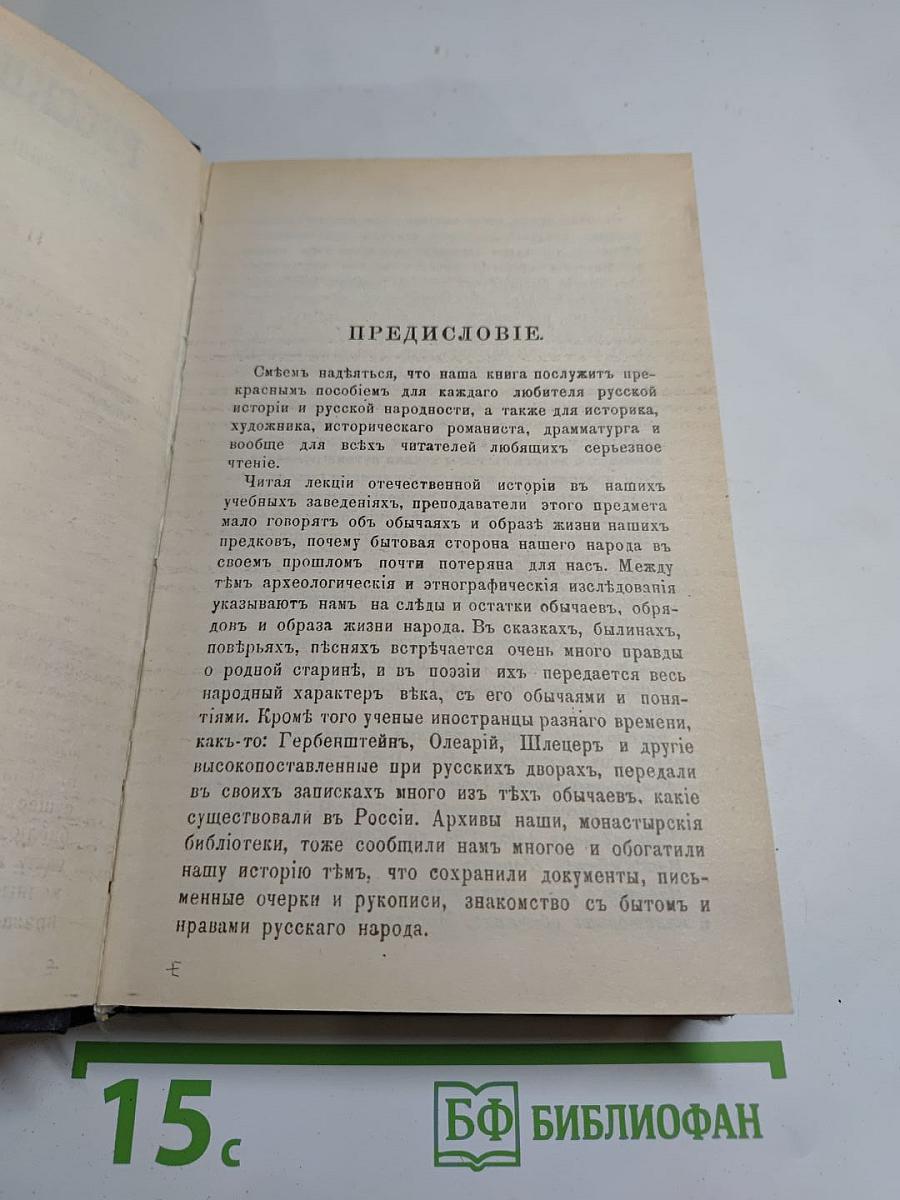 ПРЕДИСЛОВІЕ.
Смѣемъ надѣяться, что наша книга послужитъ пре-
краснымъ пособіемъ для каждаго любителя русской
исторіи и русской народности, а также для историка,
художника, историческаго романиста, драмматурга и
вообще для всѣхъ читателей любящихъ серьезное
чтеніе.
Читая лекціи отечественной исторіи въ нашихъ
учебныхъ заведеніяхъ, преподаватели этого предмета
мало говорятъ объ обычаяхъ и образѣ жизни нашихъ
предковъ, почему бытовая сторона нашего народа въ
своемъ прошломъ почти потеряна для насъ. Между
тѣмъ археологическія и этнографическія изслѣдованія
указываютъ намъ на слѣды и остатки обычаевъ, обря-
довъ и образа жизни народа. Въ сказкахъ, былинахъ,
повѣрьяхъ, пѣсняхъ встрѣчается очень много правды
о родной старинѣ, и въ поэзіи ихъ передается весь
народный характеръ вѣка, съ его обычаями и поня-
тіями. Кромѣ того ученые иностранцы разнаго времени,
какъ-то: Гербенштейнъ, Олеарій, Шлецеръ и другіе
высокопоставленные при русскихъ дворахъ, передали
въ своихъ запискахъ много изъ тѣхъ обычаевъ, какіе
существовали въ Россіи. Архивы наши, монастырскія
библіотеки, тоже сообщили намъ многое и обогатили
нашу исторію тѣмъ, что сохранили документы, пись-
менные очерки и рукописи, знакомство съ бытомъ и
нравами русскаго народа.
15 с
БФ БИБЛИОФАН